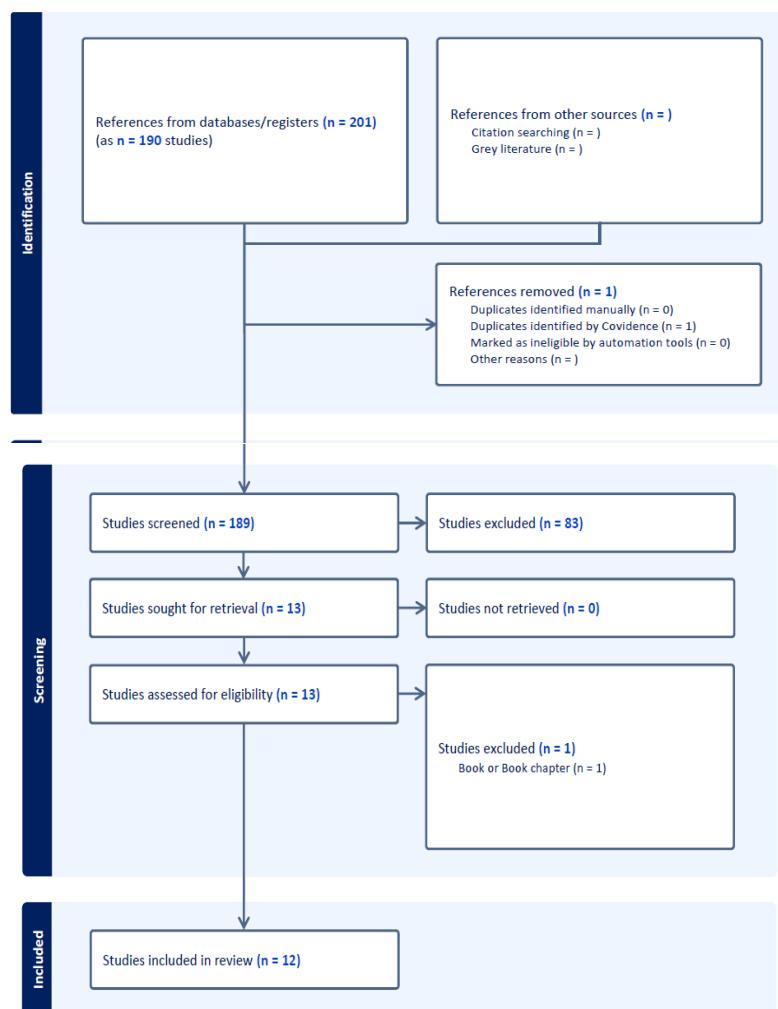 Identification
References from databases/registers (n = 201)
(as n = 190 studies)
References from other sources (n = )
Citation searching (n = )
Grey literature (n = )
References removed (n = 1)
Duplicates identified manually (n = 0)
Duplicates identified by Covidence (n = 1)
Marked as ineligible by automation tools (n = 0)
Other reasons (n = )
Screening
Studies screened (n = 189)
Studies excluded (n = 83)
Studies sought for retrieval (n = 13)
Studies not retrieved (n = 0)
Studies assessed for eligibility (n = 13)
Studies excluded (n = 1)
Book or Book chapter (n = 1)
Included
Studies included in review (n = 12)